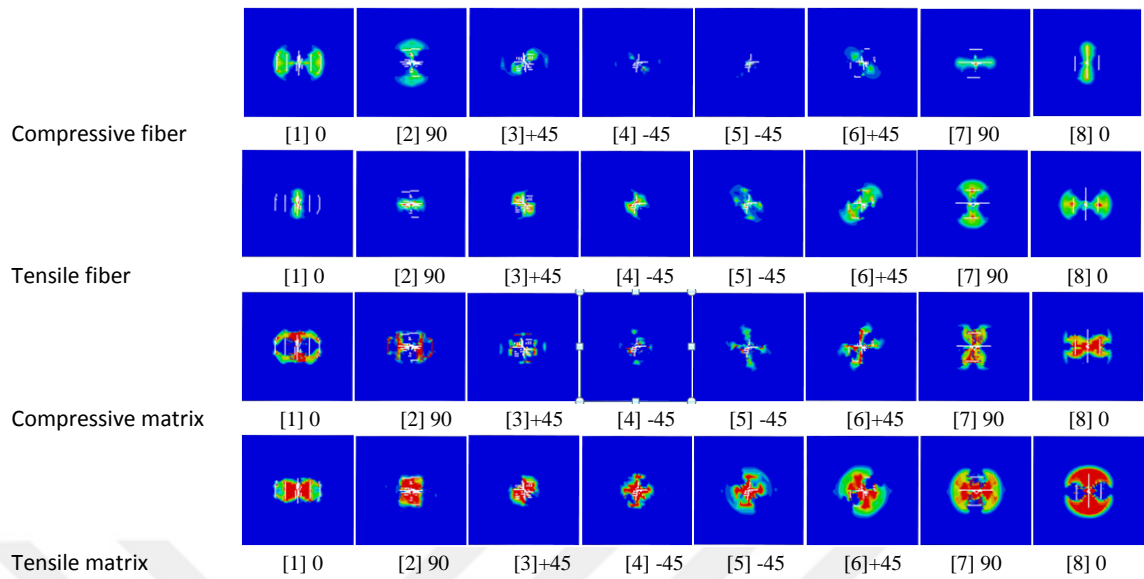 Compressive fiber [1] 0 [2] 90 [3]+45 [4] -45 [5] -45 [6]+45 [7] 90 [8] 0
Tensile fiber [1] 0 [2] 90 [3]+45 [4] -45 [5] -45 [6]+45 [7] 90 [8] 0
Compressive matrix [1] 0 [2] 90 [3]+45 [4] -45 [5] -45 [6]+45 [7] 90 [8] 0
Tensile matrix [1] 0 [2] 90 [3]+45 [4] -45 [5] -45 [6]+45 [7] 90 [8] 0